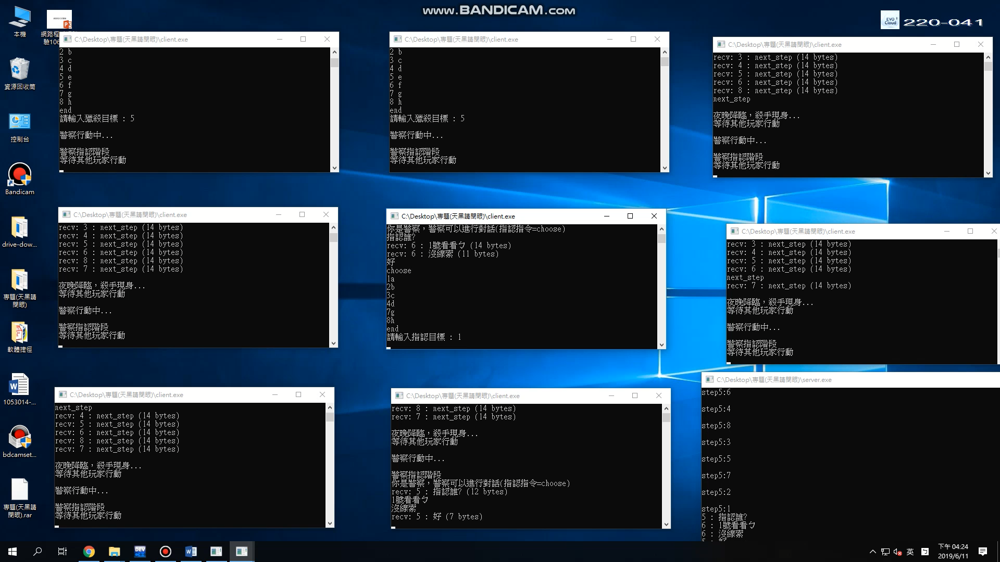 www.BANDICAM.com
EVO Cloud
220-041
本機
資源回收筒
控制台
Bandicam
drive-dow...
專題(天黑請
閉眼)
軟體捷徑
1053014-...
bdcamset...
專題(天黑請
閉眼).rar
C:\Desktop\專題(天黑請閉眼)\client.exe
2 b
3 c
4 d
5 e
6 f
7 g
8 h
end
請輸入獵殺目標 : 5
警察行動中...
警察指認階段
等待其他玩家行動
C:\Desktop\專題(天黑請閉眼)\client.exe
2 b
3 c
4 d
5 e
6 f
7 g
8 h
end
請輸入獵殺目標 : 5
警察行動中...
警察指認階段
等待其他玩家行動
C:\Desktop\專題(天黑請閉眼)\client.exe
recv: 3 : next_step (14 bytes)
recv: 4 : next_step (14 bytes)
recv: 5 : next_step (14 bytes)
recv: 6 : next_step (14 bytes)
recv: 8 : next_step (14 bytes)
next_step
夜晚降臨，殺手現身...
等待其他玩家行動
警察行動中...
警察指認階段
等待其他玩家行動
C:\Desktop\專題(天黑請閉眼)\client.exe
recv: 3 : next_step (14 bytes)
recv: 4 : next_step (14 bytes)
recv: 5 : next_step (14 bytes)
recv: 6 : next_step (14 bytes)
recv: 8 : next_step (14 bytes)
recv: 7 : next_step (14 bytes)
夜晚降臨，殺手現身...
等待其他玩家行動
警察行動中...
警察指認階段
等待其他玩家行動
C:\Desktop\專題(天黑請閉眼)\client.exe
你是警察，警察可以進行對話(指認指令=choose)
指認誰?
recv: 6 : 1號看看ㄅ (14 bytes)
recv: 6 : 沒線索 (11 bytes)
好
choose
1a
2b
3c
4d
7g
8h
end
請輸入指認目標 : 1
C:\Desktop\專題(天黑請閉眼)\client.exe
recv: 3 : next_step (14 bytes)
recv: 4 : next_step (14 bytes)
recv: 5 : next_step (14 bytes)
recv: 6 : next_step (14 bytes)
next_step
recv: 7 : next_step (14 bytes)
夜晚降臨，殺手現身...
等待其他玩家行動
警察行動中...
警察指認階段
等待其他玩家行動
C:\Desktop\專題(天黑請閉眼)\client.exe
next_step
recv: 4 : next_step (14 bytes)
recv: 5 : next_step (14 bytes)
recv: 6 : next_step (14 bytes)
recv: 8 : next_step (14 bytes)
recv: 7 : next_step (14 bytes)
夜晚降臨，殺手現身...
等待其他玩家行動
警察行動中...
警察指認階段
等待其他玩家行動
C:\Desktop\專題(天黑請閉眼)\client.exe
recv: 8 : next_step (14 bytes)
recv: 7 : next_step (14 bytes)
夜晚降臨，殺手現身...
等待其他玩家行動
警察行動中...
警察指認階段
你是警察，警察可以進行對話(指認指令=choose)
recv: 5 : 指認誰? (12 bytes)
1號看看ㄅ
沒線索
recv: 5 : 好 (7 bytes)
C:\Desktop\專題(天黑請閉眼)\server.exe
step5:6
step5:4
step5:8
step5:3
step5:5
step5:7
step5:2
step5:1
5 : 指認誰?
6 : 1號看看ㄅ
6 : 沒線索
DEV
英
下午 04:24
2019/6/11